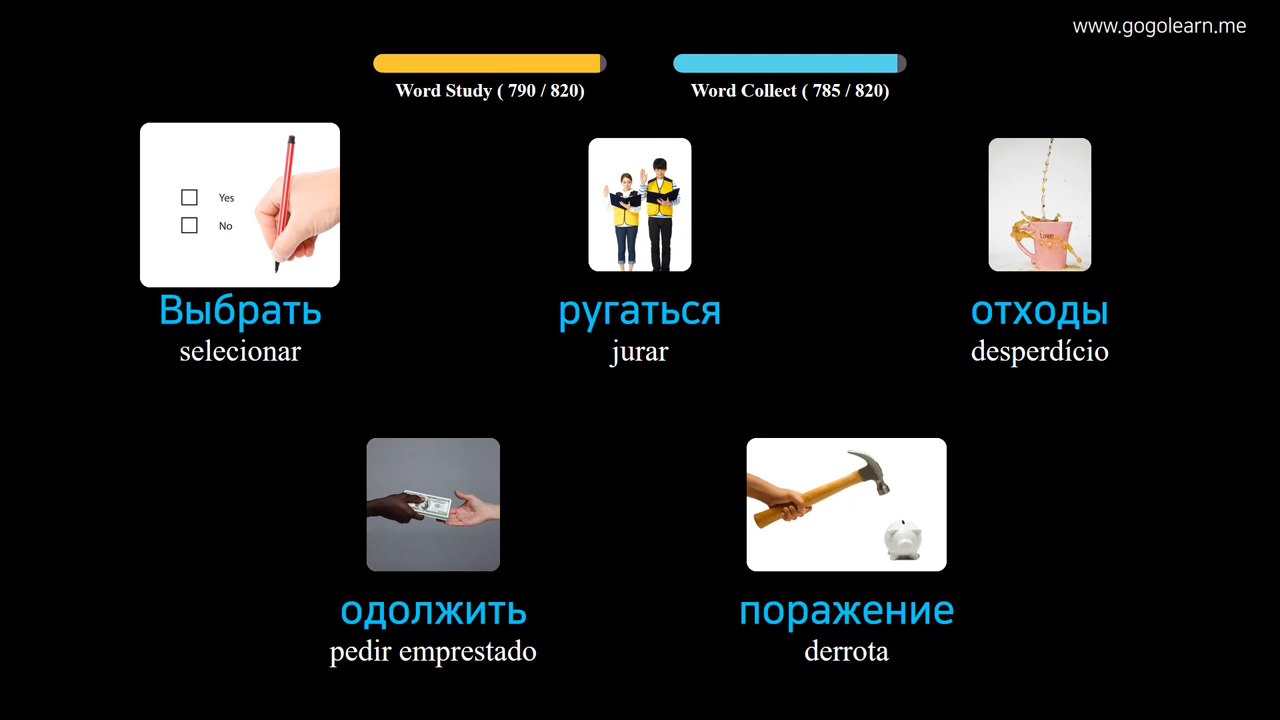 www.gogolearn.me
Word Study ( 790 / 820)
Word Collect ( 785 / 820)
Yes
No
Love
Выбрать
selecionar
ругаться
jurar
отходы
desperdício
одолжить
pedir emprestado
поражение
derrota